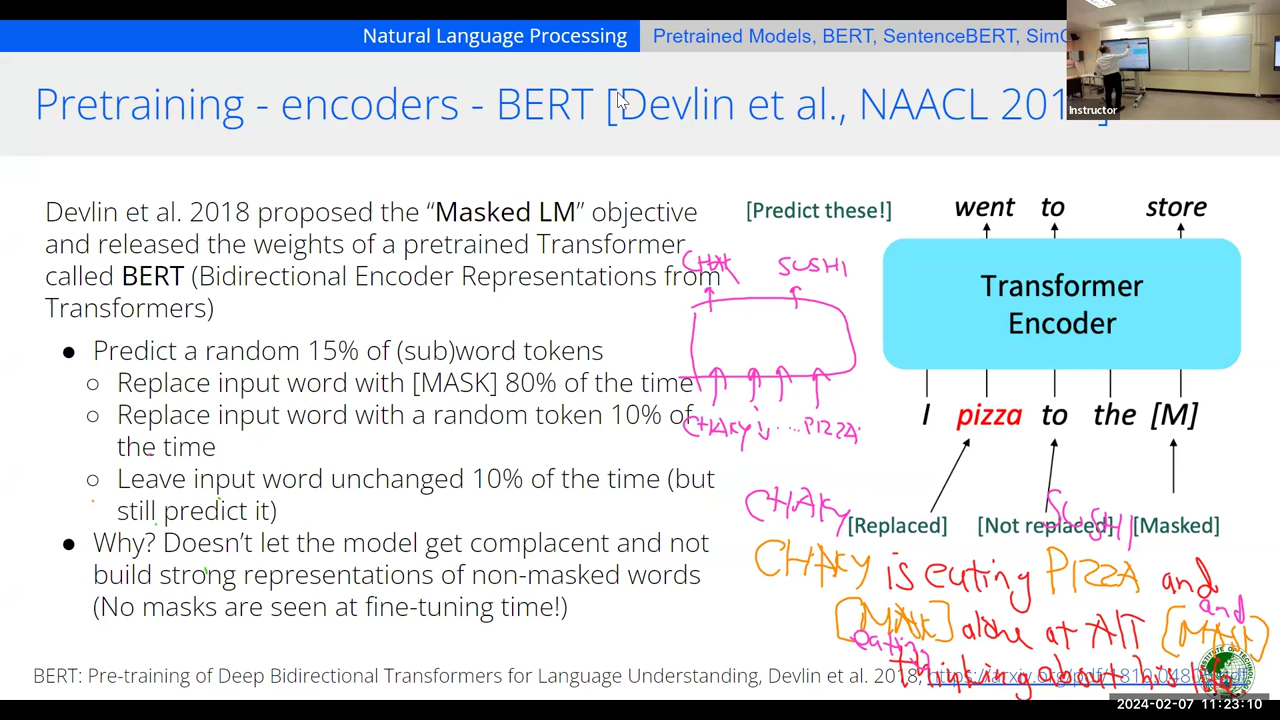 Natural Language Processing
Pretrained Models, BERT, SentenceBERT,
Instructor
Pretraining - encoders - BERT [Devlin et al., NAACL
Devlin et al. 2018 proposed the “Masked LM” objective
and released the weights of a pretrained Transformer
called BERT (Bidirectional Encoder Representations from
Transformers)
● Predict a random 15% of (sub)word tokens
○ Replace input word with [MASK] 80% of the time
○ Replace input word with a random token 10% of
the time
○ Leave input word unchanged 10% of the time (but
still predict it)
● Why? Doesn’t let the model get complacent and not
build strong representations of non-masked words
(No masks are seen at fine-tuning time!)
[Predict these!]
went to store
Transformer
Encoder
I pizza to the [M]
[Replaced] [Not replaced] [Masked]
SUSHI
CHAKY ... PIZZA
CHAKY SUSHI
CHAKY is eating PIZZA and
and
[MASK] alone at AIT [MASK]
eating
thinking about his
BERT: Pre-training of Deep Bidirectional Transformers for Language Understanding, Devlin et al. 2018,
2024-02-07 11:23:10